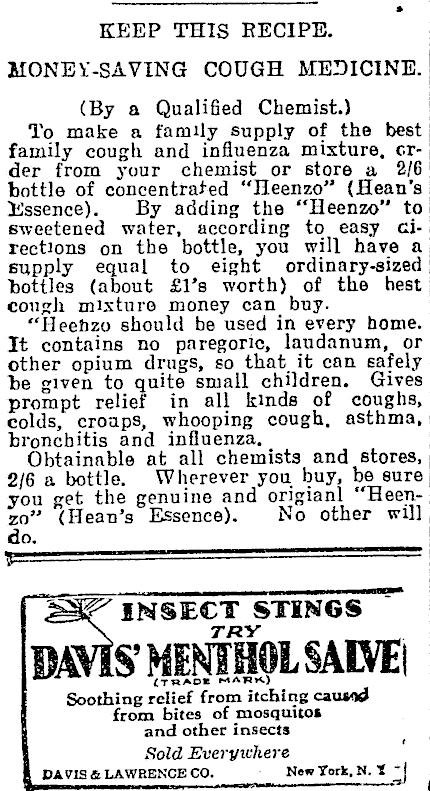 KEEP THIS RECIPE.
MONEY-SAVING COUGH MEDICINE.
(By a Qualified Chemist.)
To make a family supply of the best
family cough and influenza mixture, or-
der from your chemist or store a 2/6
bottle of concentrated "Heenzo" (Hean's
Essence). By adding the "Heenzo" to
sweetened water, according to easy di-
rections on the bottle, you will have a
supply equal to eight ordinary-sized
bottles (about £1's worth) of the best
cough mixture money can buy.
"Heenzo should be used in every home.
It contains no paregoric, laudanum, or
other opium drugs, so that it can safely
be given to quite small children. Gives
prompt relief in all kinds of coughs,
colds, croups, whooping cough, asthma,
bronchitis and influenza.
Obtainable at all chemists and stores,
2/6 a bottle. Wherever you buy, be sure
you get the genuine and origianl "Heen-
zo" (Hean's Essence). No other will
do.
INSECT STINGS
TRY
DAVIS' MENTHOL SALVE
(TRADE MARK)
Soothing relief from itching caused
from bites of mosquitos
and other insects
Sold Everywhere
DAVIS & LAWRENCE CO. New York, N. Y